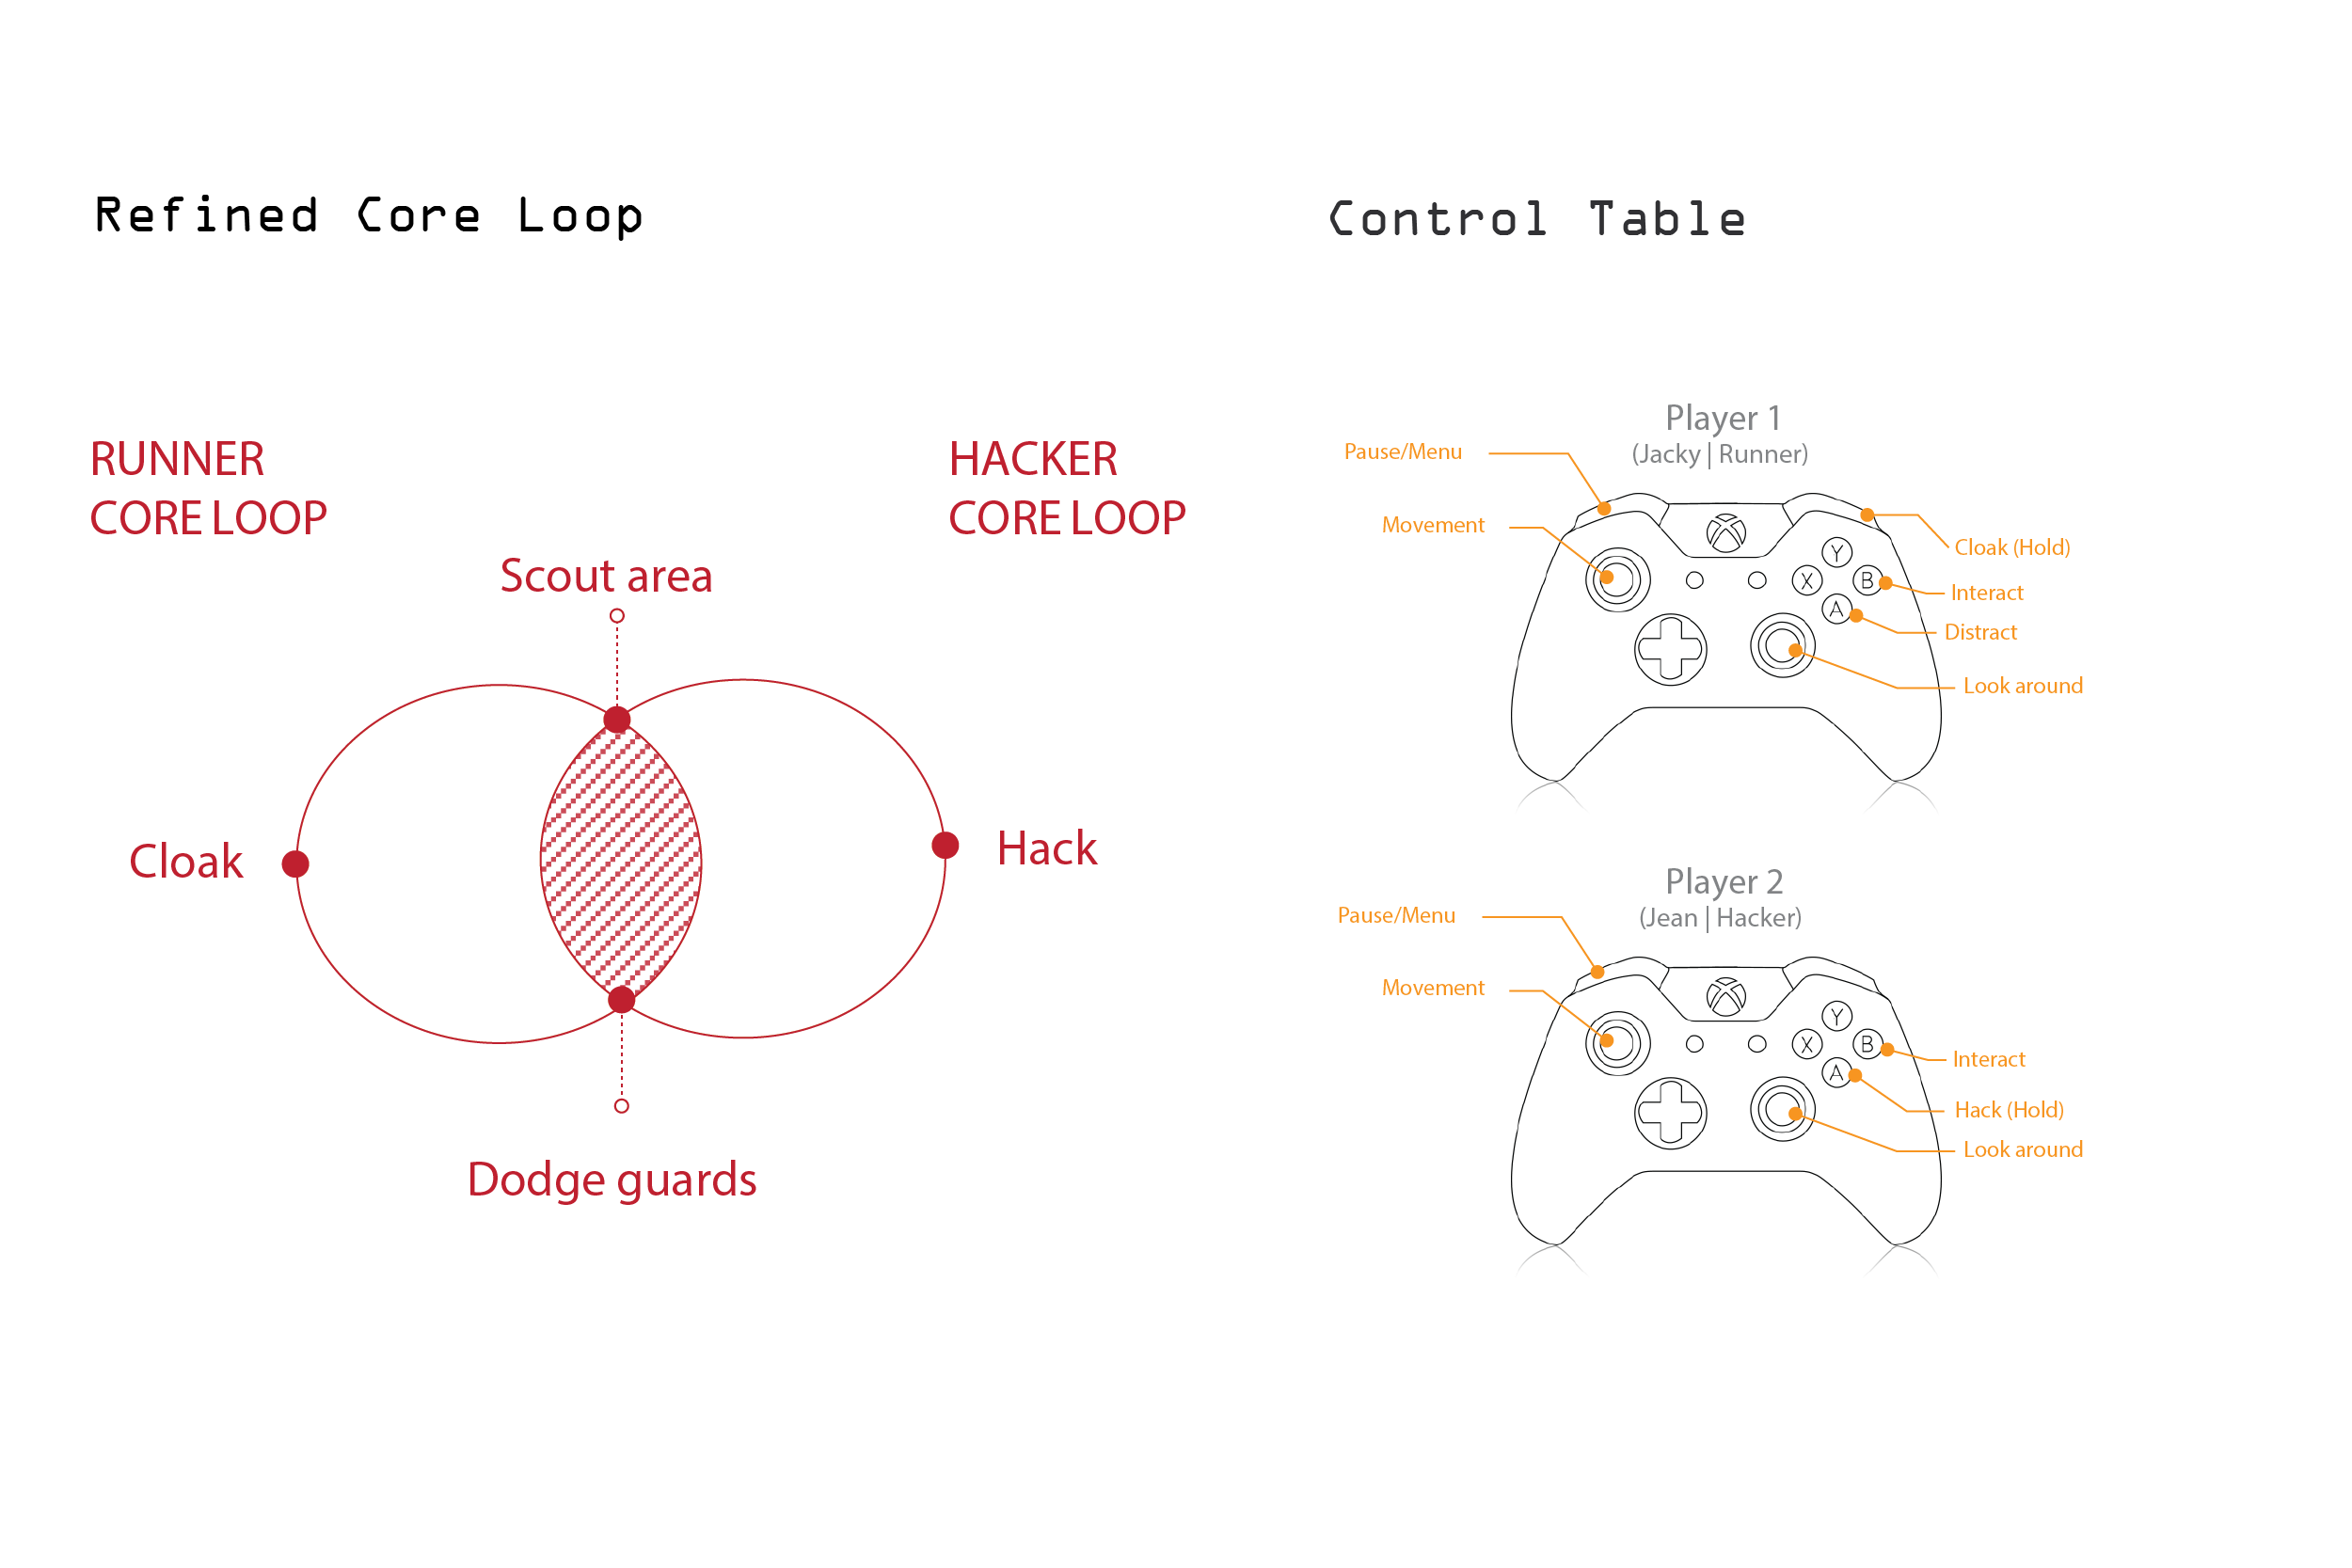 Refined Core Loop
RUNNER
CORE LOOP
HACKER
CORE LOOP
Scout area
Cloak
Hack
Dodge guards
Control Table
Player 1
(Jacky | Runner)
Pause/Menu
Movement
Y
X
B
A
Cloak (Hold)
Interact
Distract
Look around
Player 2
(Jean | Hacker)
Pause/Menu
Movement
Y
X
B
A
Interact
Hack (Hold)
Look around